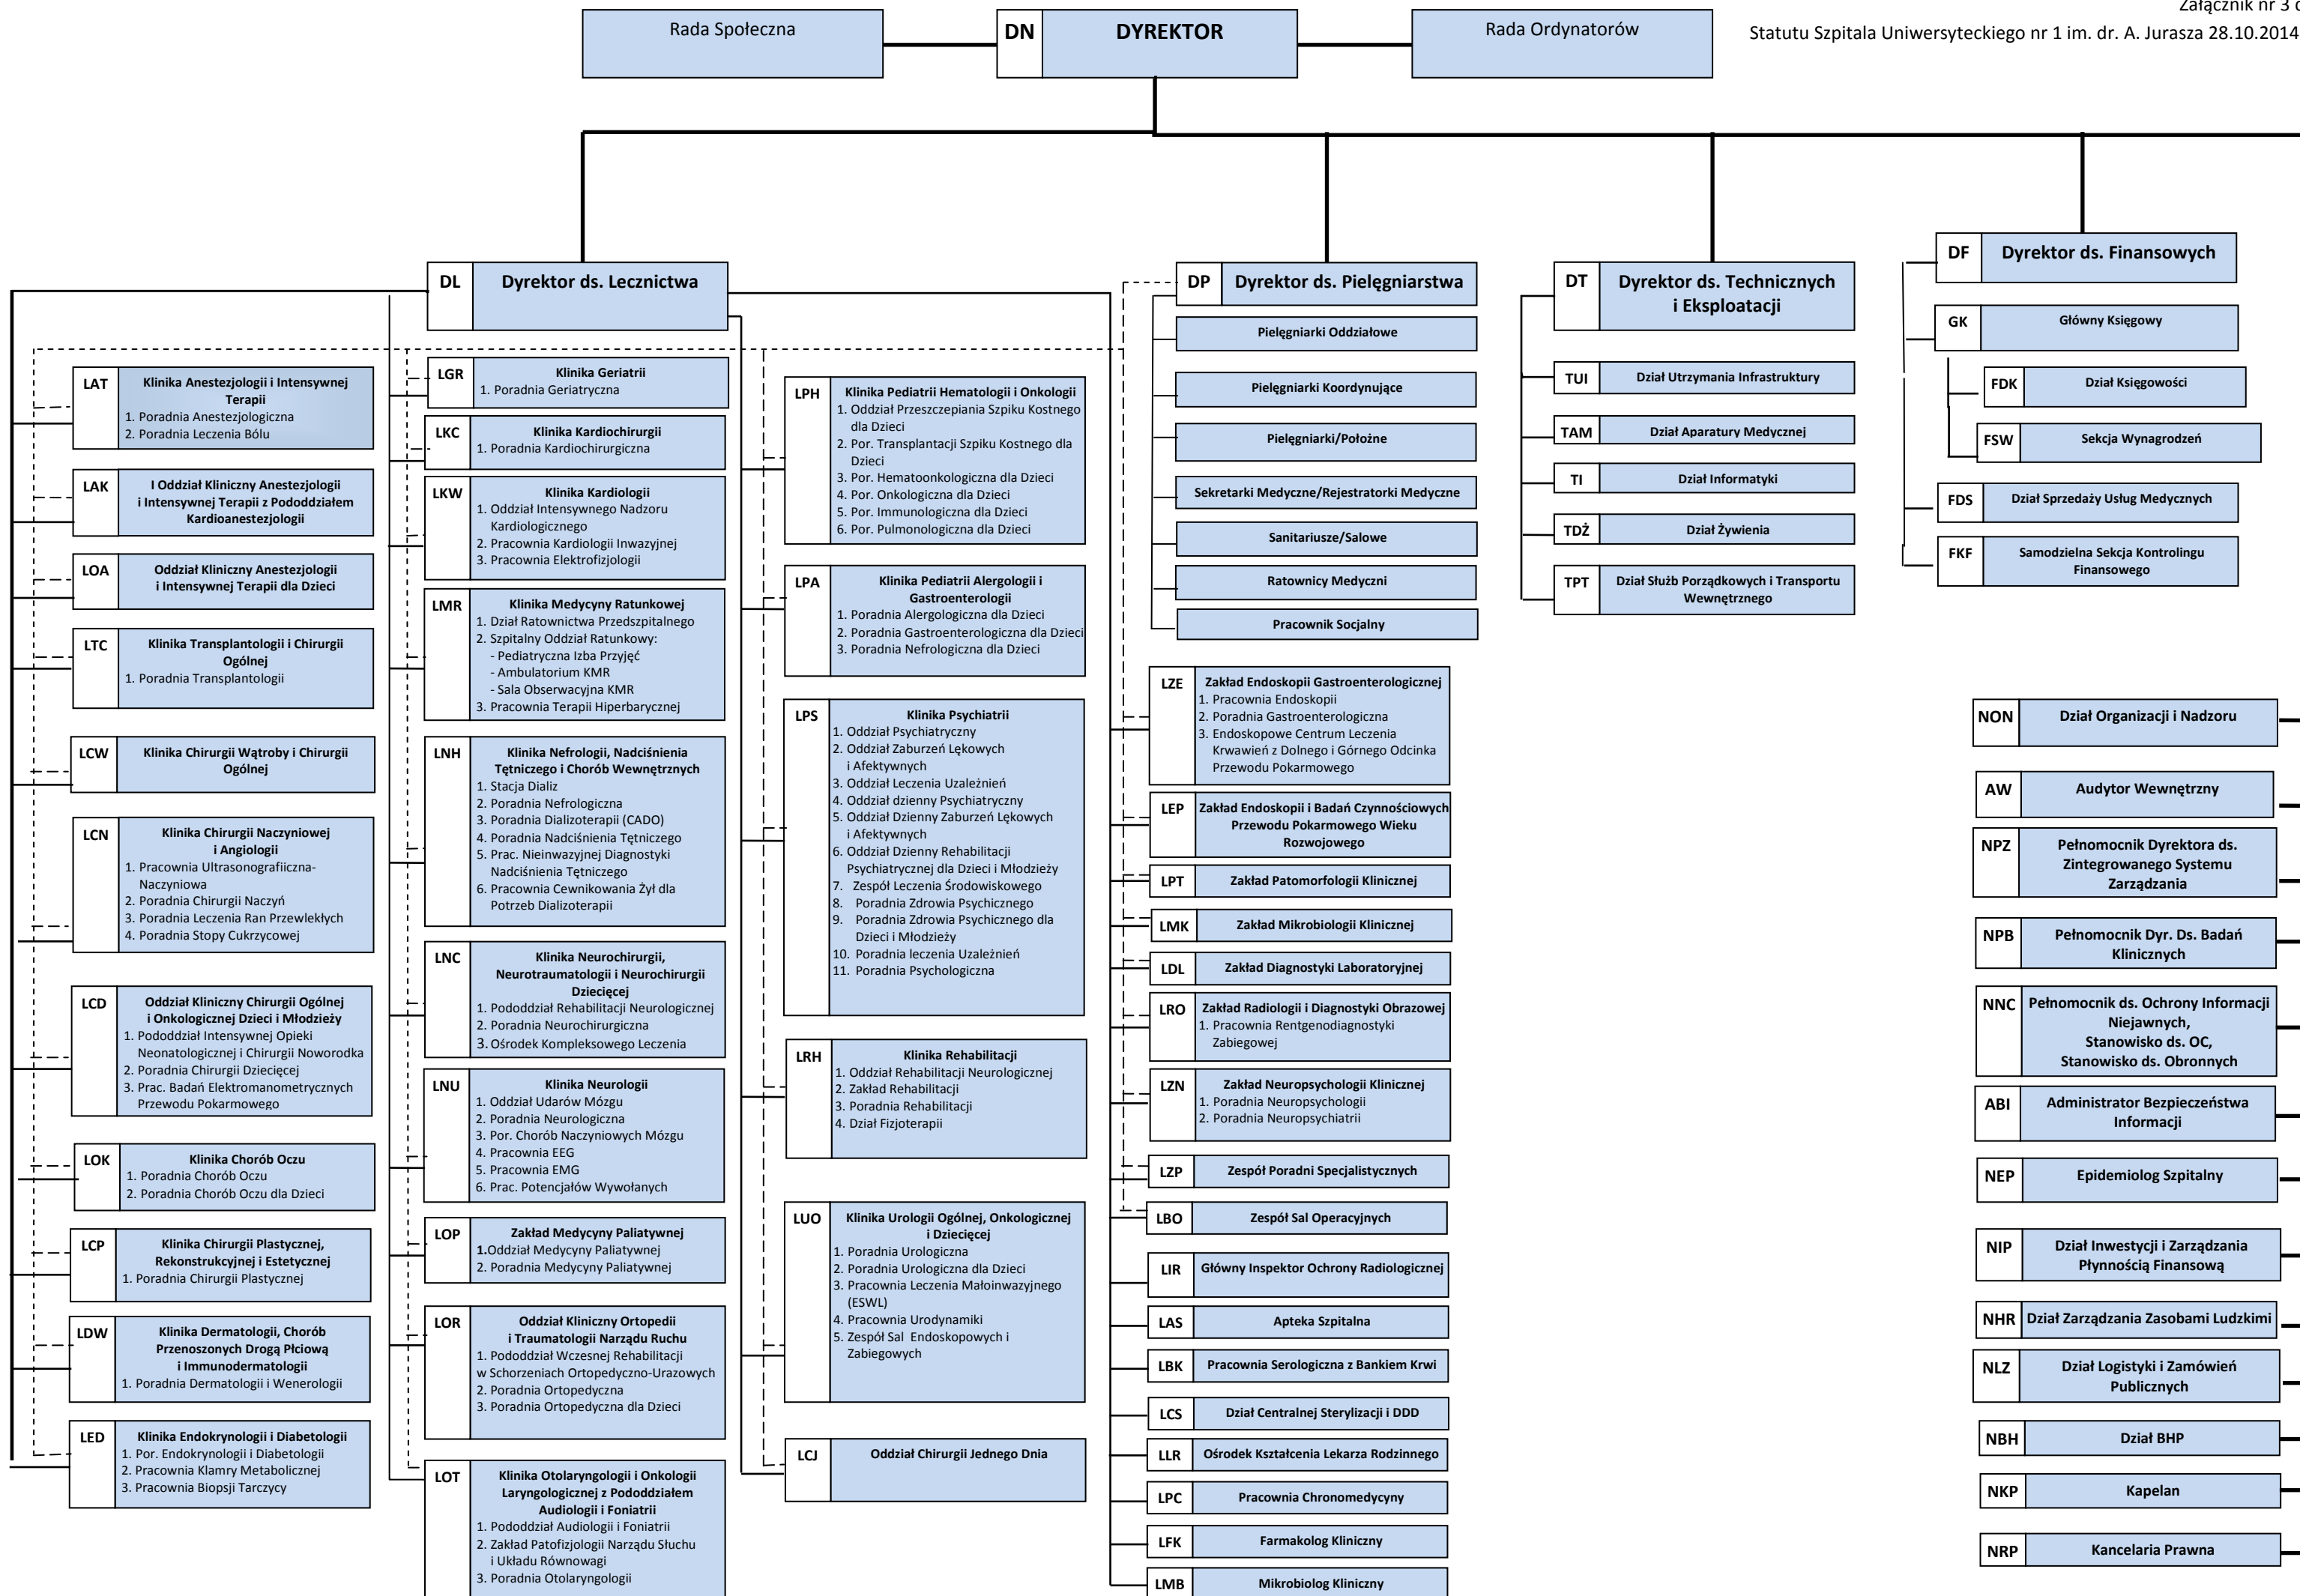 Załącznik nr 3 d
Statutu Szpitala Uniwersyteckiego nr 1 im. dr. A. Jurasza 28.10.2014
Rada Społeczna
DN
DYREKTOR
Rada Ordynatorów
DL
Dyrektor ds. Lecznictwa
LAT
Klinika Anestezjologii i Intensywnej
Terapii
1. Poradnia Anestezjologiczna
2. Poradnia Leczenia Bólu
LAK
I Oddział Kliniczny Anestezjologii
i Intensywnej Terapii z Pododdziałem
Kardioanestezjologii
LOA
Oddział Kliniczny Anestezjologii
i Intensywnej Terapii dla Dzieci
LTC
Klinika Transplantologii i Chirurgii
Ogólnej
1. Poradnia Transplantologii
LCW
Klinika Chirurgii Wątroby i Chirurgii
Ogólnej
LCN
Klinika Chirurgii Naczyniowej
i Angiologii
1. Pracownia Ultrasonografiiczna-
Naczyniowa
2. Poradnia Chirurgii Naczyń
3. Poradnia Leczenia Ran Przewlekłych
4. Poradnia Stopy Cukrzycowej
LCD
Oddział Kliniczny Chirurgii Ogólnej
i Onkologicznej Dzieci i Młodzieży
1. Pododdział Intensywnej Opieki
Neonatologicznej i Chirurgii Noworodka
2. Poradnia Chirurgii Dziecięcej
3. Prac. Badań Elektromanometrycznych
Przewodu Pokarmowego
LOK
Klinika Chorób Oczu
1. Poradnia Chorób Oczu
2. Poradnia Chorób Oczu dla Dzieci
LCP
Klinika Chirurgii Plastycznej,
Rekonstrukcyjnej i Estetycznej
1. Poradnia Chirurgii Plastycznej
LDW
Klinika Dermatologii, Chorób
Przenoszonych Drogą Płciową
i Immunodermatologii
1. Poradnia Dermatologii i Wenerologii
LED
Klinika Endokrynologii i Diabetologii
1. Por. Endokrynologii i Diabetologii
2. Pracownia Klamry Metabolicznej
3. Pracownia Biopsji Tarczycy
LGR
Klinika Geriatrii
1. Poradnia Geriatryczna
LKC
Klinika Kardiochirurgii
1. Poradnia Kardiochirurgiczna
LKW
Klinika Kardiologii
1. Oddział Intensywnego Nadzoru
Kardiologicznego
2. Pracownia Kardiologii Inwazyjnej
3. Pracownia Elektrofizjologii
LMR
Klinika Medycyny Ratunkowej
1. Dział Ratownictwa Przedszpitalnego
2. Szpitalny Oddział Ratunkowy:
- Pediatryczna Izba Przyjęć
- Ambulatorium KMR
- Sala Obserwacyjna KMR
3. Pracownia Terapii Hiperbarycznej
LNH
Klinika Nefrologii, Nadciśnienia
Tętniczego i Chorób Wewnętrznych
1. Stacja Dializ
2. Poradnia Nefrologiczna
3. Poradnia Dializoterapii (CADO)
4. Poradnia Nadciśnienia Tętniczego
5. Prac. Nieinwazyjnej Diagnostyki
Nadciśnienia Tętniczego
6. Pracownia Cewnikowania Żył dla
Potrzeb Dializoterapii
LNC
Klinika Neurochirurgii,
Neurotraumatologii i Neurochirurgii
Dziecięcej
1. Pododdział Rehabilitacji Neurologicznej
2. Poradnia Neurochirurgiczna
3. Ośrodek Kompleksowego Leczenia
LNU
Klinika Neurologii
1. Oddział Udarów Mózgu
2. Poradnia Neurologiczna
3. Por. Chorób Naczyniowych Mózgu
4. Pracownia EEG
5. Pracownia EMG
6. Prac. Potencjałów Wywołanych
LOP
Zakład Medycyny Paliatywnej
1.Oddział Medycyny Paliatywnej
2. Poradnia Medycyny Paliatywnej
LOR
Oddział Kliniczny Ortopedii
i Traumatologii Narządu Ruchu
1. Pododdział Wczesnej Rehabilitacji
w Schorzeniach Ortopedyczno-Urazowych
2. Poradnia Ortopedyczna
3. Poradnia Ortopedyczna dla Dzieci
LOT
Klinika Otolaryngologii i Onkologii
Laryngologicznej z Pododdziałem
Audiologii i Foniatrii
1. Pododdział Audiologii i Foniatrii
2. Zakład Patofizjologii Narządu Słuchu
i Układu Równowagi
3. Poradnia Otolaryngologii
LPH
Klinika Pediatrii Hematologii i Onkologii
1. Oddział Przeszczepiania Szpiku Kostnego
dla Dzieci
2. Por. Transplantacji Szpiku Kostnego dla
Dzieci
3. Por. Hematoonkologiczna dla Dzieci
4. Por. Onkologiczna dla Dzieci
5. Por. Immunologiczna dla Dzieci
6. Por. Pulmonologiczna dla Dzieci
LPA
Klinika Pediatrii Alergologii i
Gastroenterologii
1. Poradnia Alergologiczna dla Dzieci
2. Poradnia Gastroenterologiczna dla Dzieci
3. Poradnia Nefrologiczna dla Dzieci
LPS
Klinika Psychiatrii
1. Oddział Psychiatryczny
2. Oddział Zaburzeń Lękowych
i Afektywnych
3. Oddział Leczenia Uzależnień
4. Oddział dzienny Psychiatryczny
5. Oddział Dzienny Zaburzeń Lękowych
i Afektywnych
6. Oddział Dzienny Rehabilitacji
Psychiatrycznej dla Dzieci i Młodzieży
7. Zespół Leczenia Środowiskowego
8. Poradnia Zdrowia Psychicznego
9. Poradnia Zdrowia Psychicznego dla
Dzieci i Młodzieży
10. Poradnia leczenia Uzależnień
11. Poradnia Psychologiczna
LRH
Klinika Rehabilitacji
1. Oddział Rehabilitacji Neurologicznej
2. Zakład Rehabilitacji
3. Poradnia Rehabilitacji
4. Dział Fizjoterapii
LUO
Klinika Urologii Ogólnej, Onkologicznej
i Dziecięcej
1. Poradnia Urologiczna
2. Poradnia Urologiczna dla Dzieci
3. Pracownia Leczenia Małoinwazyjnego
(ESWL)
4. Pracownia Urodynamiki
5. Zespół Sal Endoskopowych i
Zabiegowych
LCJ
Oddział Chirurgii Jednego Dnia
DP
Dyrektor ds. Pielęgniarstwa
Pielęgniarki Oddziałowe
Pielęgniarki Koordynujące
Pielęgniarki/Położne
Sekretarki Medyczne/Rejestratorki Medyczne
Sanitariusze/Salowe
Ratownicy Medyczni
Pracownik Socjalny
LZE
Zakład Endoskopii Gastroenterologicznej
1. Pracownia Endoskopii
2. Poradnia Gastroenterologiczna
3. Endoskopowe Centrum Leczenia
Krwawień z Dolnego i Górnego Odcinka
Przewodu Pokarmowego
LEP
Zakład Endoskopii i Badań Czynnościowych
Przewodu Pokarmowego Wieku
Rozwojowego
LPT
Zakład Patomorfologii Klinicznej
LMK
Zakład Mikrobiologii Klinicznej
LDL
Zakład Diagnostyki Laboratoryjnej
LRO
Zakład Radiologii i Diagnostyki Obrazowej
1. Pracownia Rentgenodiagnostyki
Zabiegowej
LZN
Zakład Neuropsychologii Klinicznej
1. Poradnia Neuropsychologii
2. Poradnia Neuropsychiatrii
LZP
Zespół Poradni Specjalistycznych
LBO
Zespół Sal Operacyjnych
LIR
Główny Inspektor Ochrony Radiologicznej
LAS
Apteka Szpitalna
LBK
Pracownia Serologiczna z Bankiem Krwi
LCS
Dział Centralnej Sterylizacji i DDD
LLR
Ośrodek Kształcenia Lekarza Rodzinnego
LPC
Pracownia Chronomedycyny
LFK
Farmakolog Kliniczny
LMB
Mikrobiolog Kliniczny
DT
Dyrektor ds. Technicznych
i Eksploatacji
TUI
Dział Utrzymania Infrastruktury
TAM
Dział Aparatury Medycznej
TI
Dział Informatyki
TDŻ
Dział Żywienia
TPT
Dział Służb Porządkowych i Transportu
Wewnętrznego
DF
Dyrektor ds. Finansowych
GK
Główny Księgowy
FDK
Dział Księgowości
FSW
Sekcja Wynagrodzeń
FDS
Dział Sprzedaży Usług Medycznych
FKF
Samodzielna Sekcja Kontrolingu
Finansowego
NON
Dział Organizacji i Nadzoru
AW
Audytor Wewnętrzny
NPZ
Pełnomocnik Dyrektora ds.
Zintegrowanego Systemu
Zarządzania
NPB
Pełnomocnik Dyr. Ds. Badań
Klinicznych
NNC
Pełnomocnik ds. Ochrony Informacji
Niejawnych,
Stanowisko ds. OC,
Stanowisko ds. Obronnych
ABI
Administrator Bezpieczeństwa
Informacji
NEP
Epidemiolog Szpitalny
NIP
Dział Inwestycji i Zarządzania
Płynnością Finansową
NHR
Dział Zarządzania Zasobami Ludzkimi
NLZ
Dział Logistyki i Zamówień
Publicznych
NBH
Dział BHP
NKP
Kapelan
NRP
Kancelaria Prawna